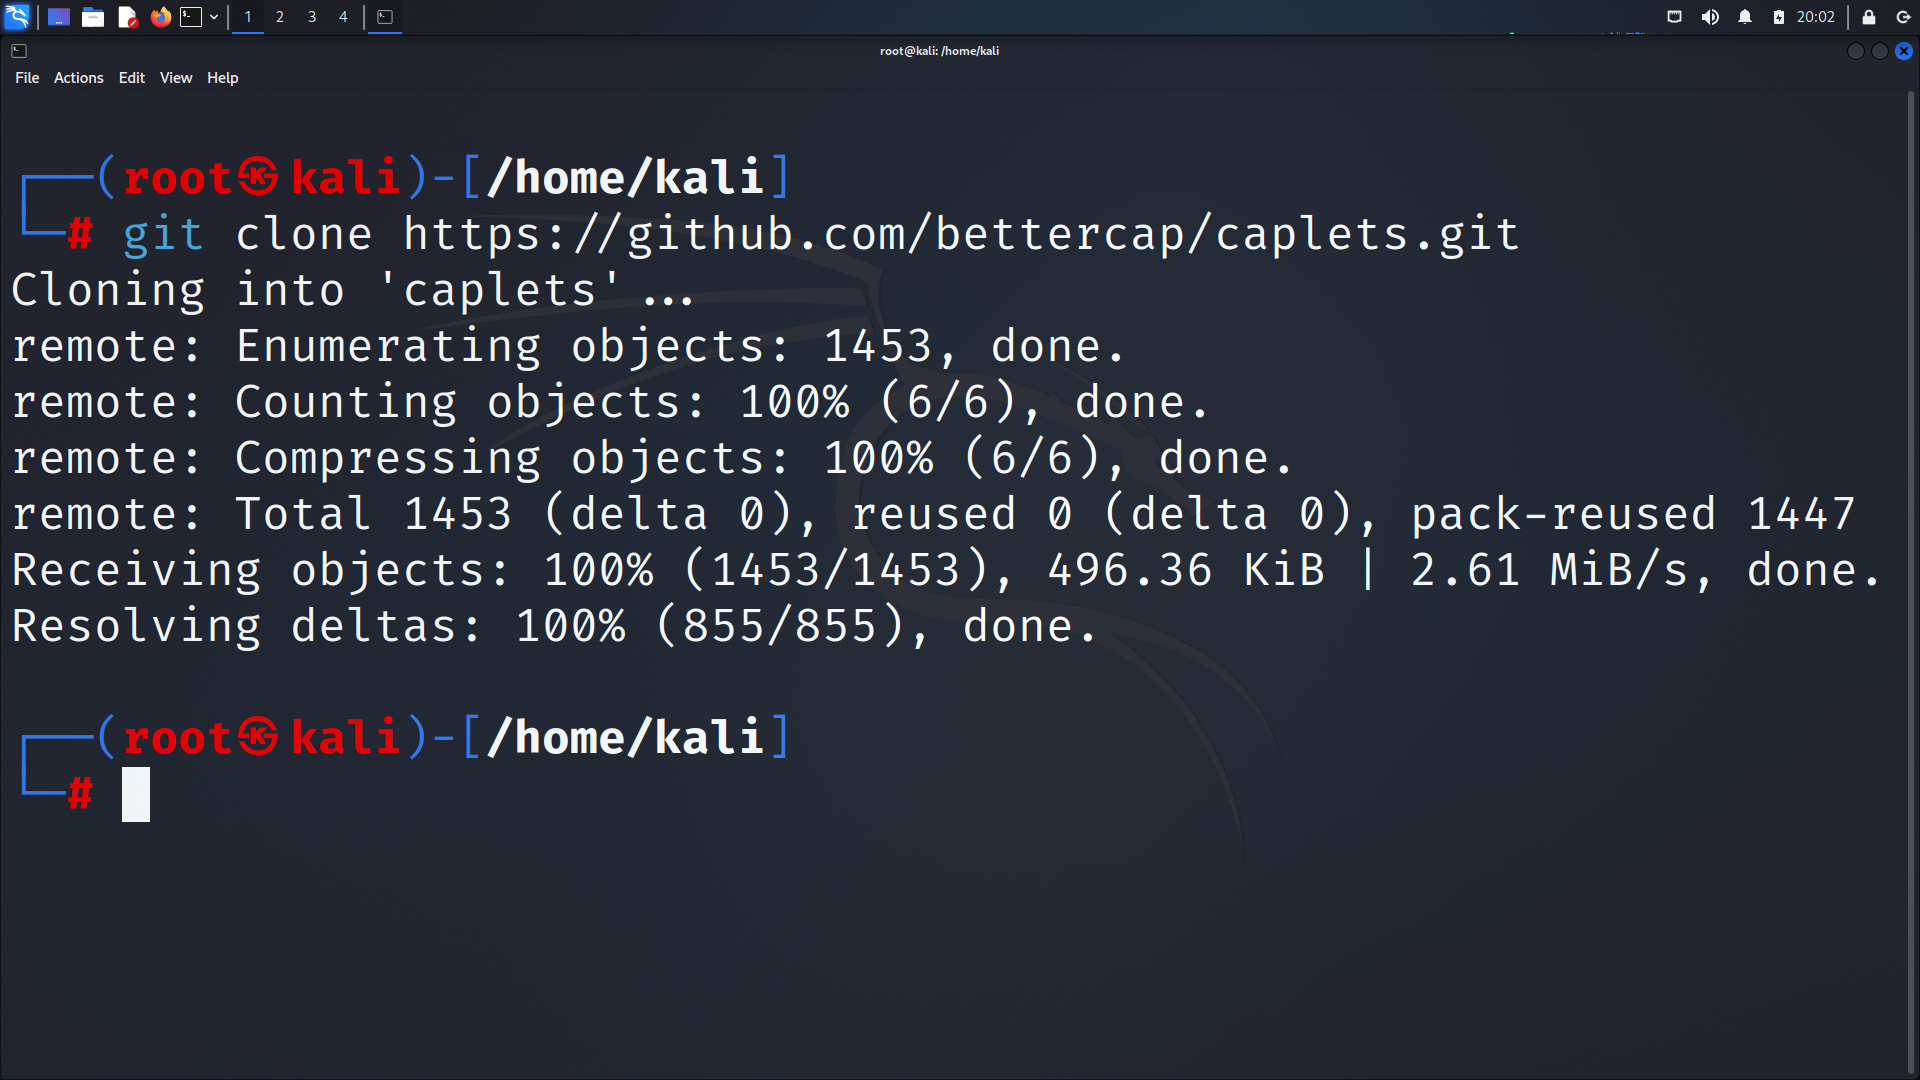 1 2 3 4 20:02
root@kali: /home/kali
File Actions Edit View Help
┌──(root㉿kali)-[/home/kali]
└─# git clone https://github.com/bettercap/caplets.git
Cloning into 'caplets'...
remote: Enumerating objects: 1453, done.
remote: Counting objects: 100% (6/6), done.
remote: Compressing objects: 100% (6/6), done.
remote: Total 1453 (delta 0), reused 0 (delta 0), pack-reused 1447
Receiving objects: 100% (1453/1453), 496.36 KiB | 2.61 MiB/s, done.
Resolving deltas: 100% (855/855), done.
┌──(root㉿kali)-[/home/kali]
└─#